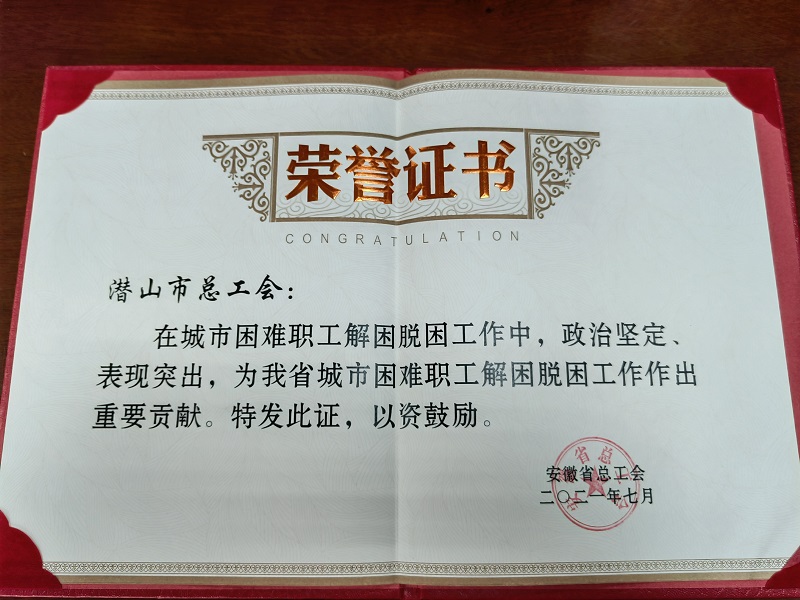 荣誉证书
CONGRATULATION
潜山市总工会：
在城市困难职工解困脱困工作中，政治坚定、
表现突出，为我省城市困难职工解困脱困工作作出
重要贡献。特发此证，以资鼓励。
安徽省总工会
二〇二一年七月